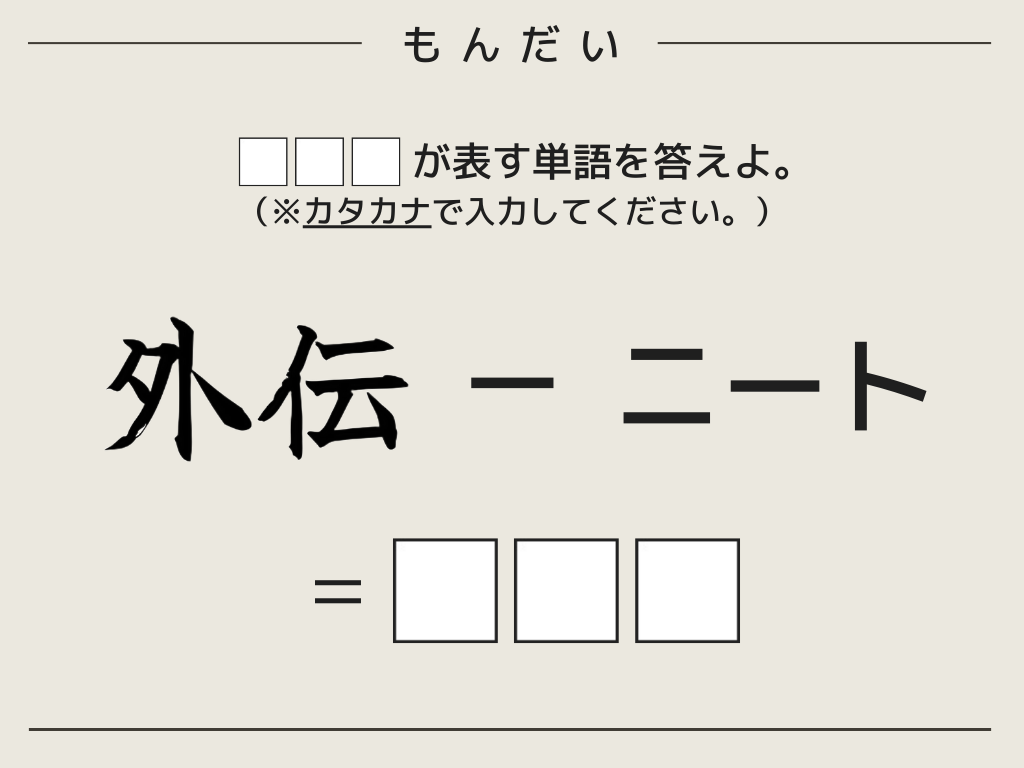 もんだい
□□□が表す単語を答えよ。
（※カタカナで入力してください。）
外伝 − ニート
＝□□□